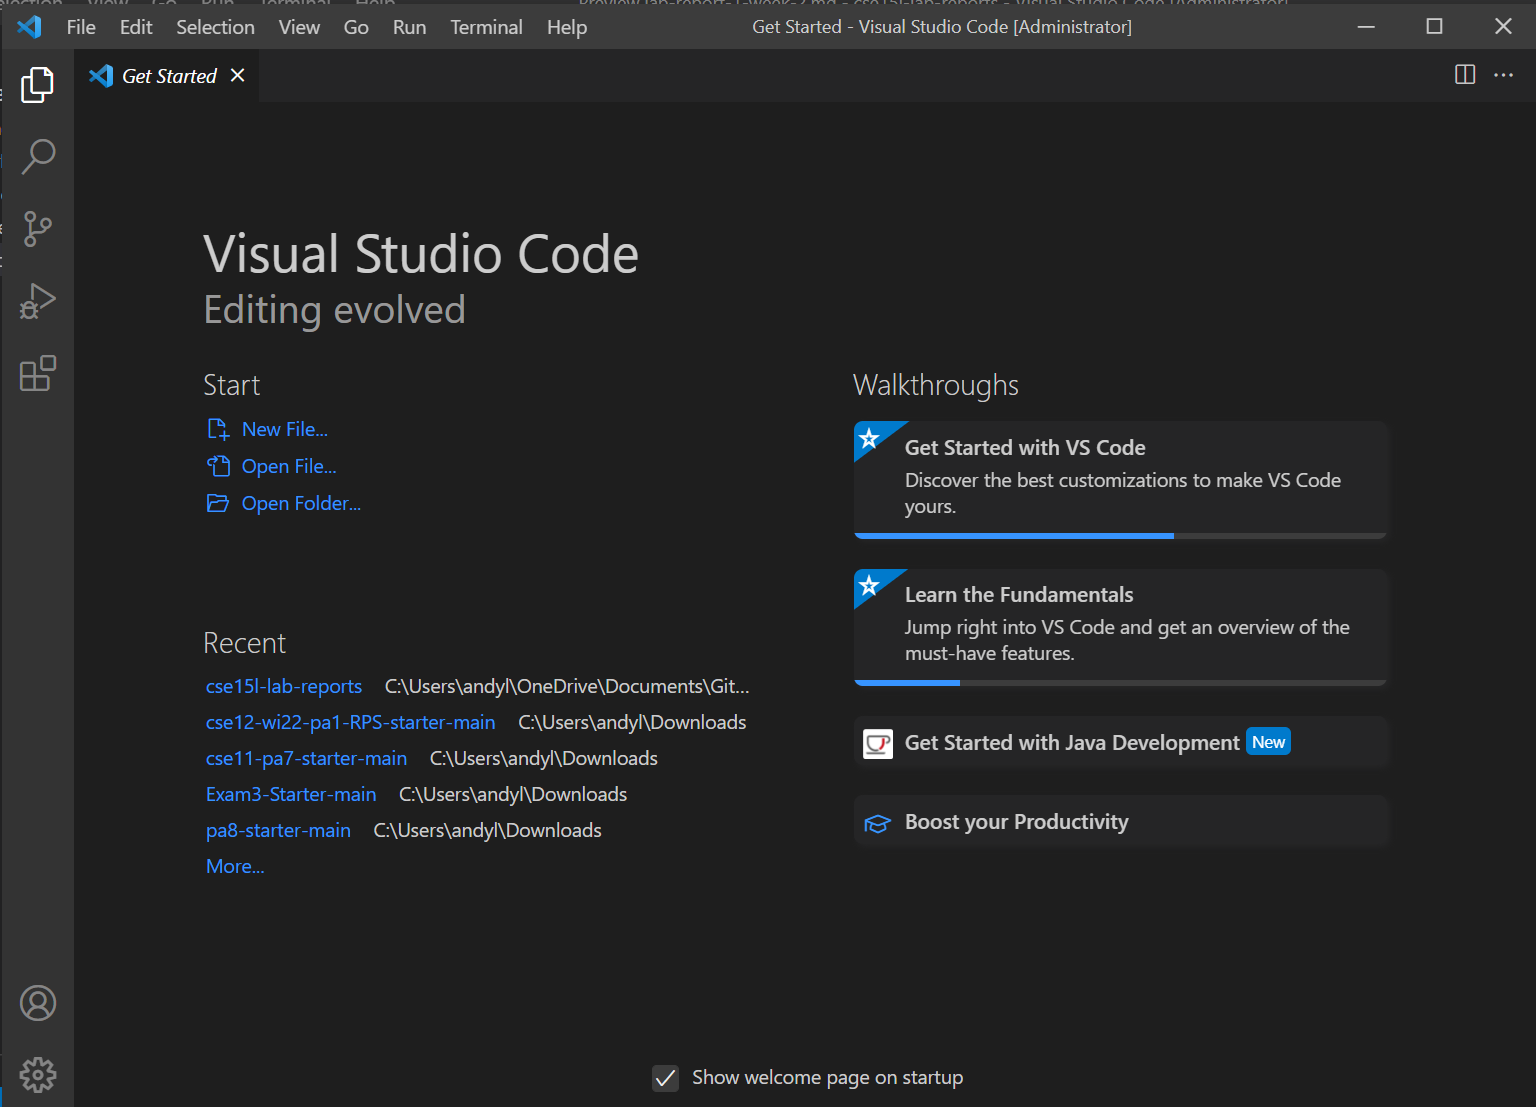 File Edit Selection View Go Run Terminal Help
Get Started - Visual Studio Code [Administrator]
Get Started
Visual Studio Code
Editing evolved
Start
New File...
Open File...
Open Folder...
Recent
cse15l-lab-reports C:\Users\andyl\OneDrive\Documents\Git...
cse12-wi22-pa1-RPS-starter-main C:\Users\andyl\Downloads
cse11-pa7-starter-main C:\Users\andyl\Downloads
Exam3-Starter-main C:\Users\andyl\Downloads
pa8-starter-main C:\Users\andyl\Downloads
More...
Walkthroughs
Get Started with VS Code
Discover the best customizations to make VS Code
yours.
Learn the Fundamentals
Jump right into VS Code and get an overview of the
must-have features.
Get Started with Java Development New
Boost your Productivity
Show welcome page on startup